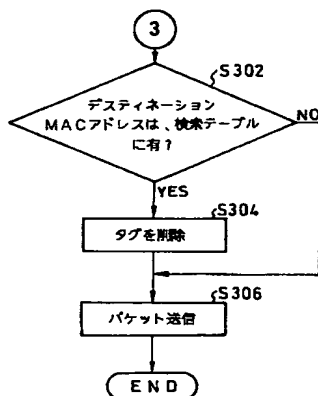 3
S302
デスティネーション
MACアドレスは、検索テーブル
に有?
NO
YES
S304
タグを削除
S306
パケット送信
END